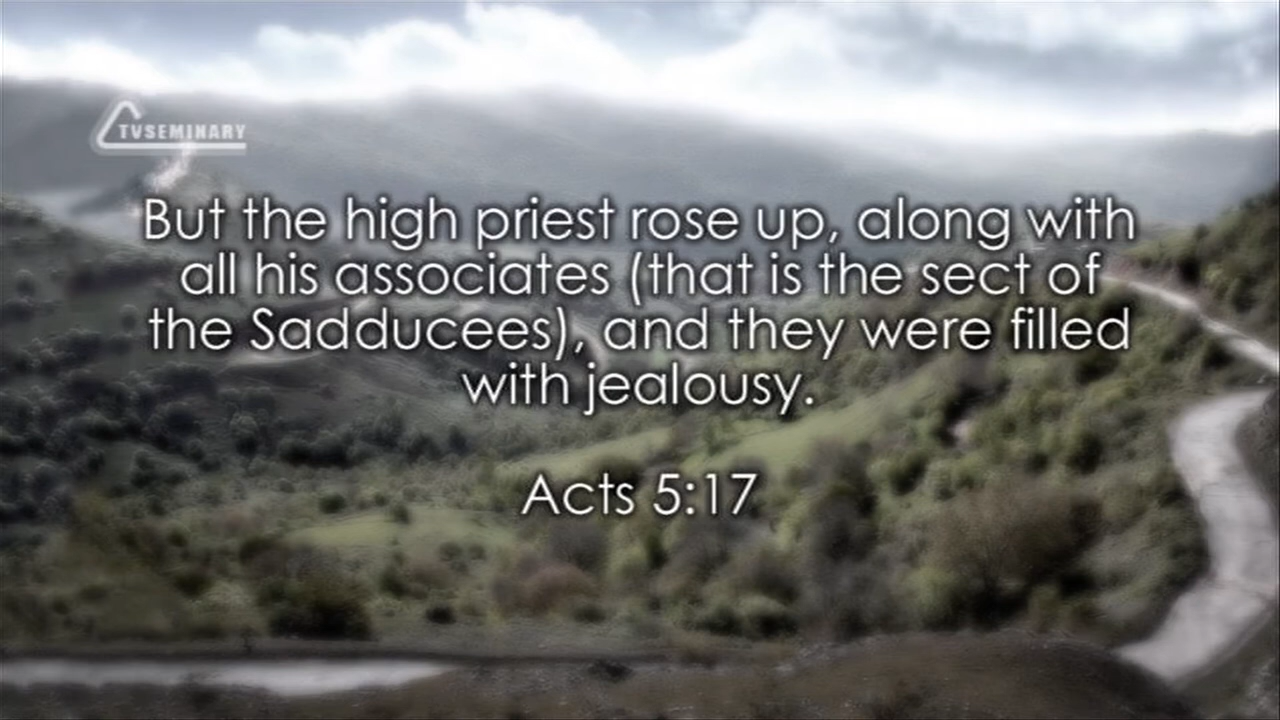 TVSEMINARY
But the high priest rose up, along with
all his associates (that is the sect of
the Sadducees), and they were filled
with jealousy.
Acts 5:17